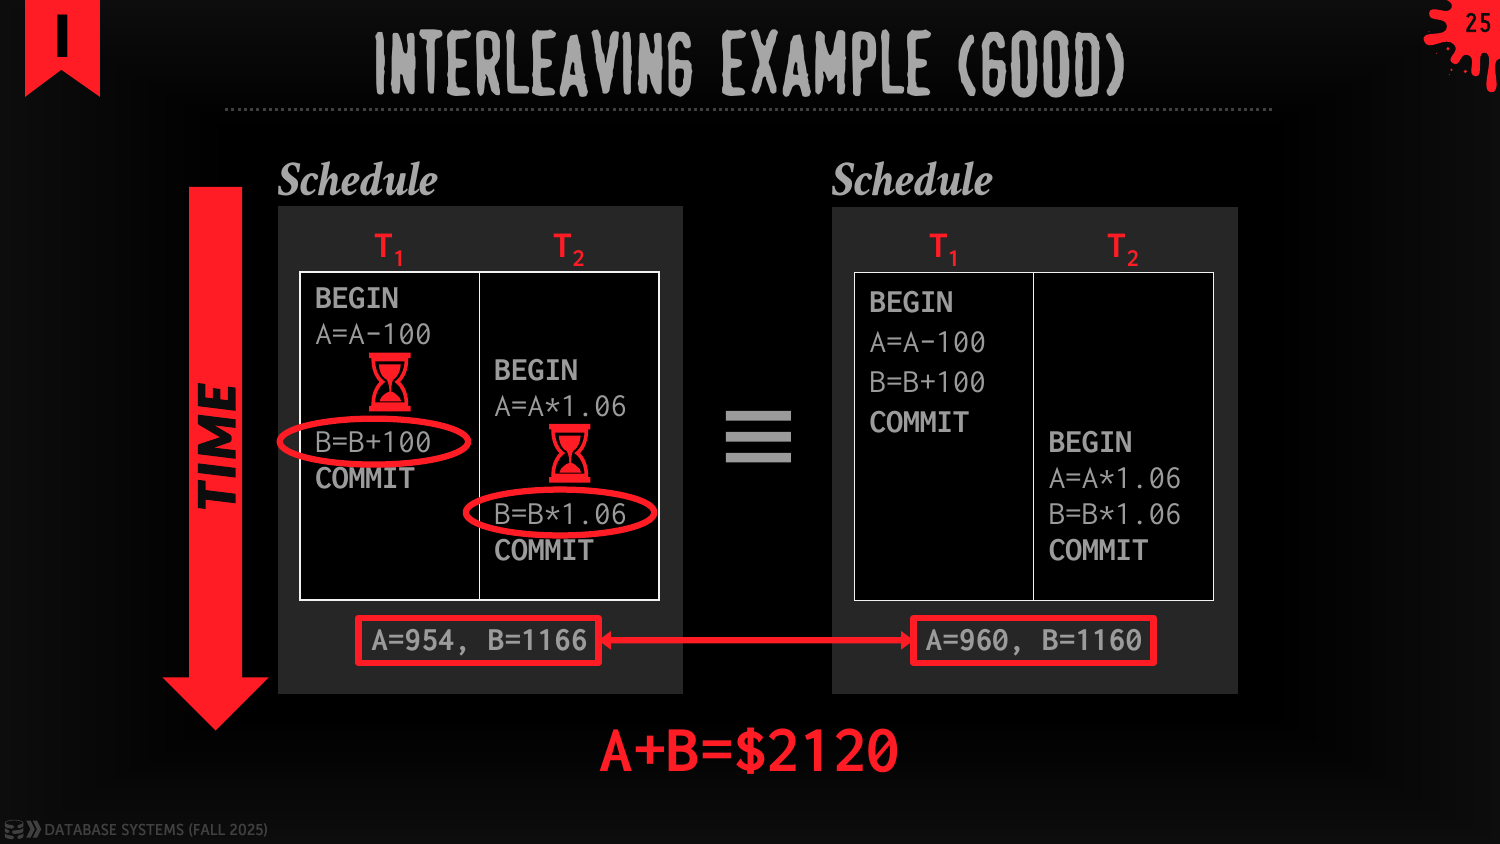 I
25
INTERLEAVING EXAMPLE (GOOD)
Schedule
T1 T2
BEGIN
A=A-100
BEGIN
A=A*1.06
B=B+100
COMMIT
B=B*1.06
COMMIT
A=954, B=1166
TIME
≡
Schedule
T1 T2
BEGIN
A=A-100
B=B+100
COMMIT
BEGIN
A=A*1.06
B=B*1.06
COMMIT
A=960, B=1160
A+B=$2120
DATABASE SYSTEMS (FALL 2025)